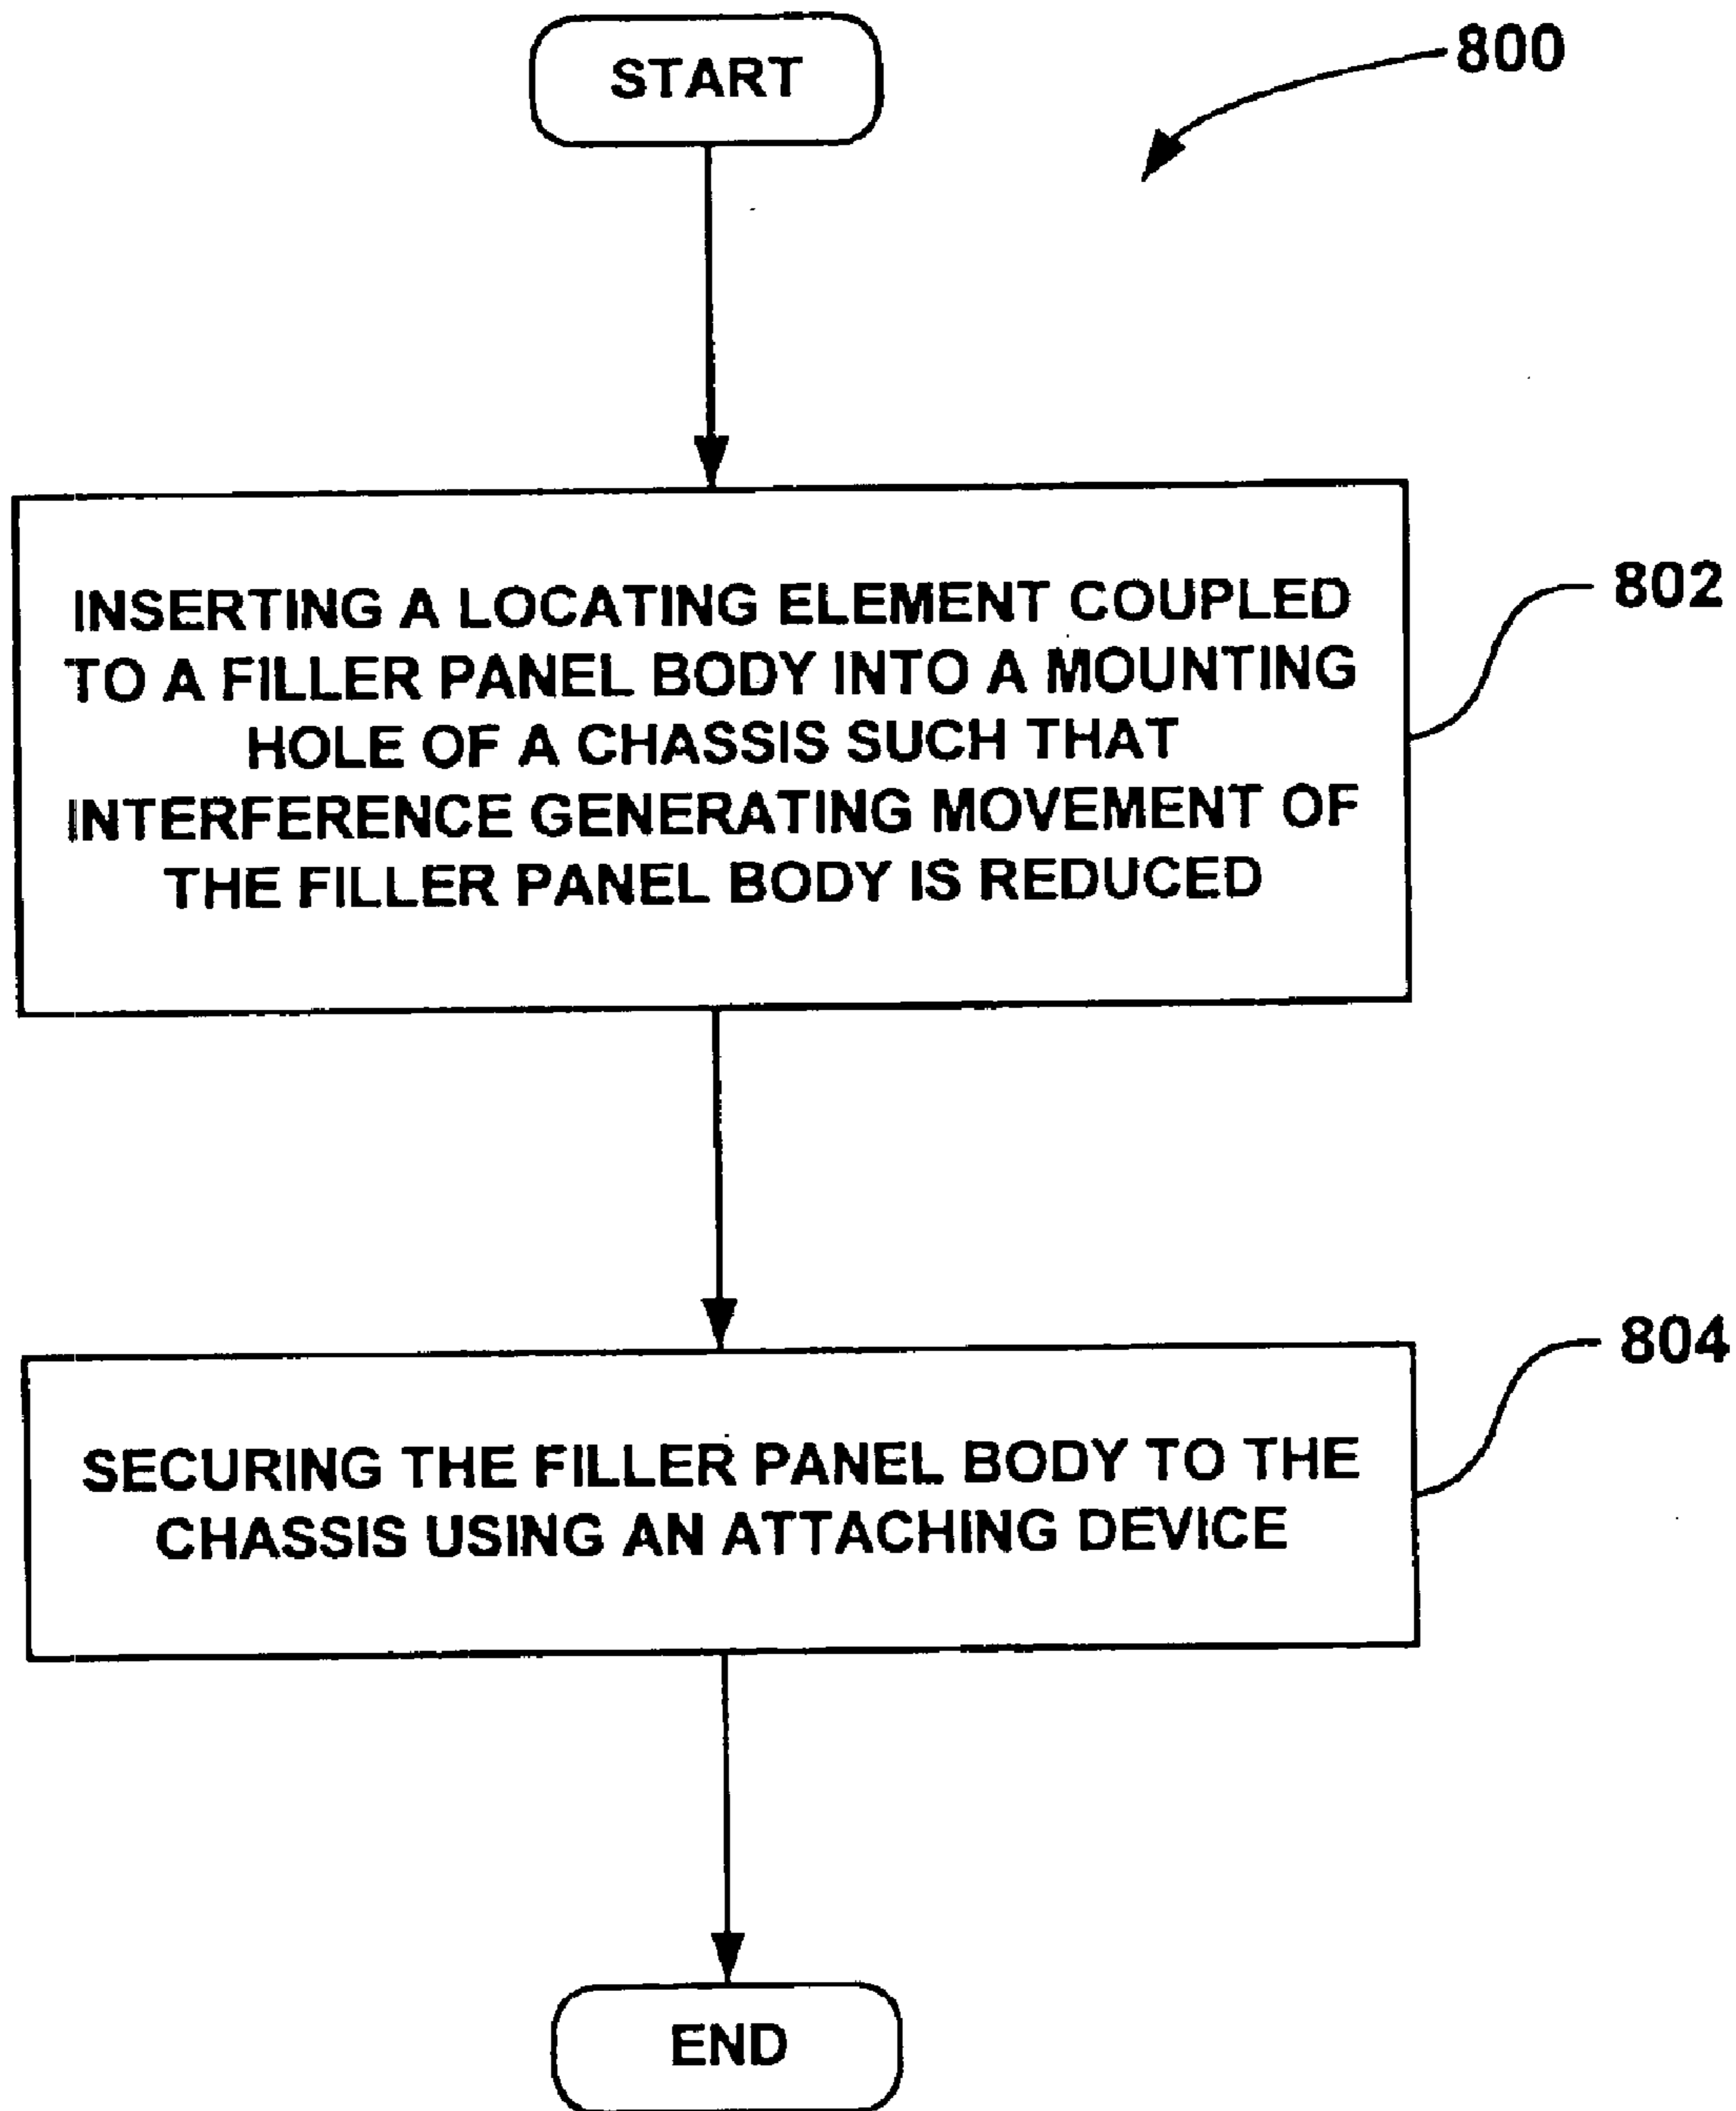 START
800
INSERTING A LOCATING ELEMENT COUPLED
TO A FILLER PANEL BODY INTO A MOUNTING
HOLE OF A CHASSIS SUCH THAT
INTERFERENCE GENERATING MOVEMENT OF
THE FILLER PANEL BODY IS REDUCED
802
SECURING THE FILLER PANEL BODY TO THE
CHASSIS USING AN ATTACHING DEVICE
804
END